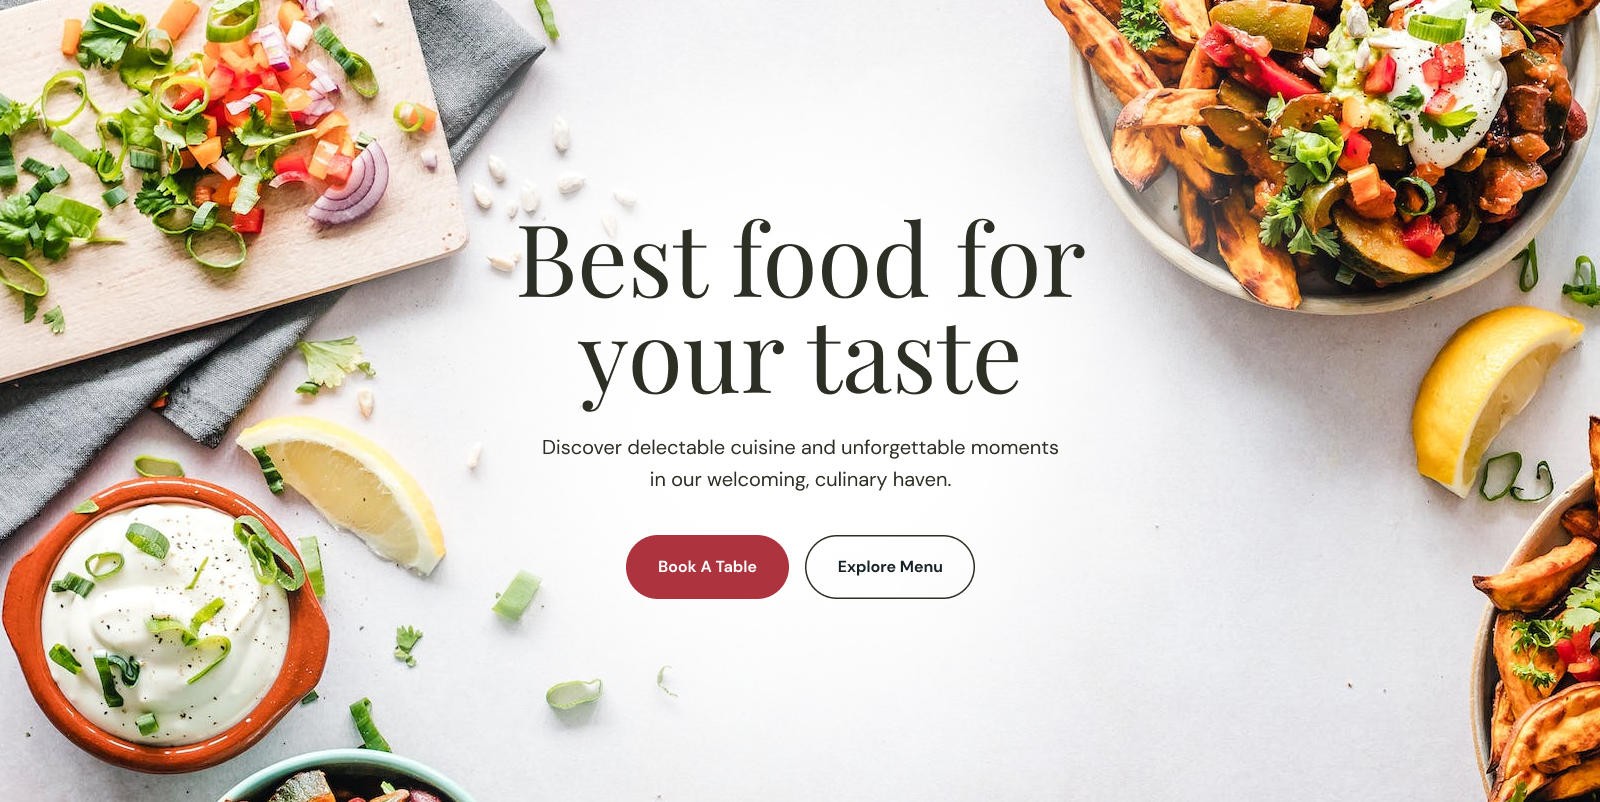 Best food for
your taste
Discover delectable cuisine and unforgettable moments
in our welcoming, culinary haven.
Book A Table
Explore Menu